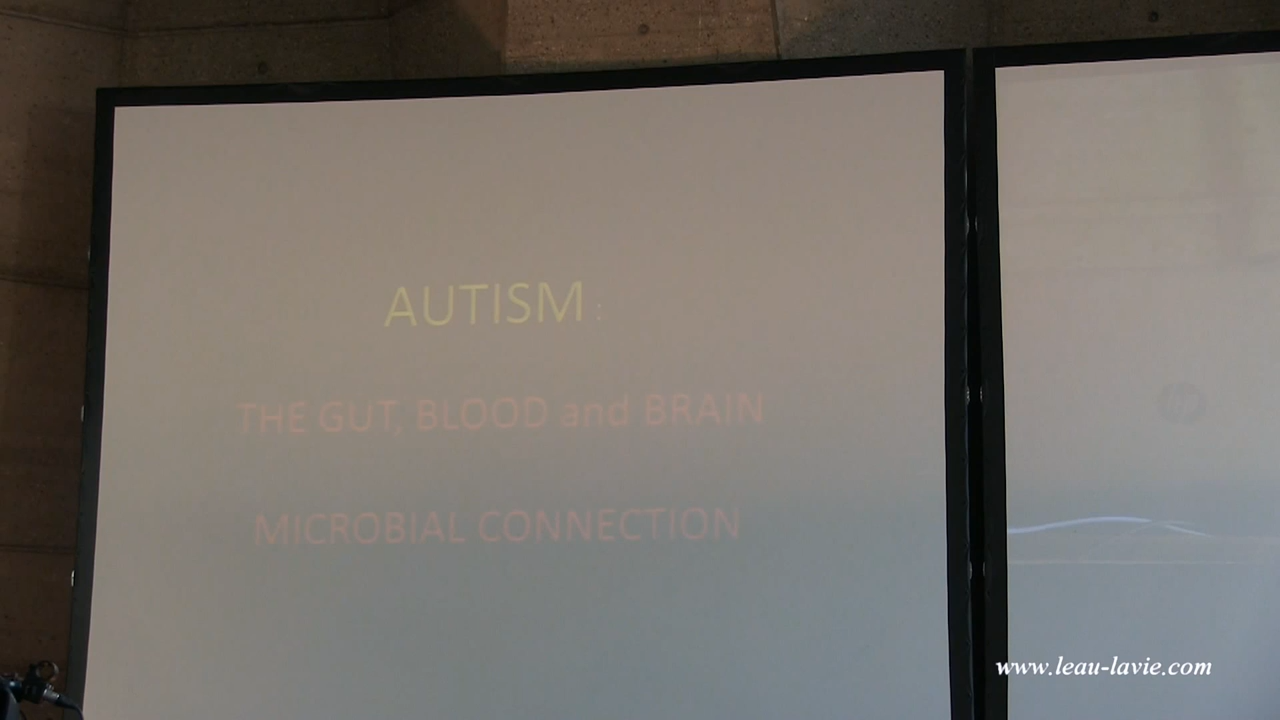 AUTISM :
THE GUT, BLOOD and BRAIN
MICROBIAL CONNECTION
www.leau-lavie.com